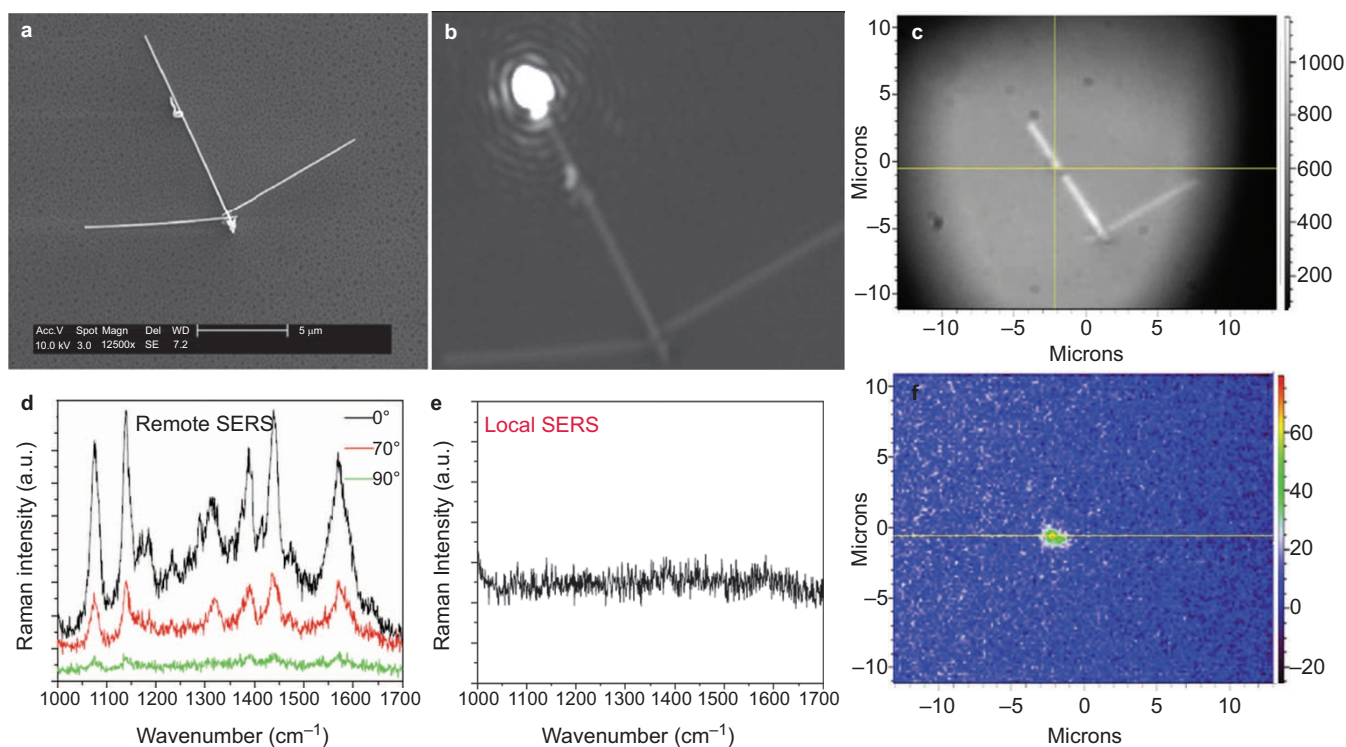 a
Acc.V Spot Magn Del WD
10.0 kV 3.0 12500x SE 7.2
5 μm
b
c
10
5
0
−5
−10
Microns
−10 −5 0 5 10
Microns
1000
800
600
400
200
d
Remote SERS
0°
70°
90°
Raman intensity (a.u.)
1000 1100 1200 1300 1400 1500 1600 1700
Wavenumber (cm−1)
e
Local SERS
Raman Intensity (a.u.)
1000 1100 1200 1300 1400 1500 1600 1700
Wavenumber (cm−1)
f
10
5
0
−5
−10
Microns
−10 −5 0 5 10
Microns
60
40
20
0
−20